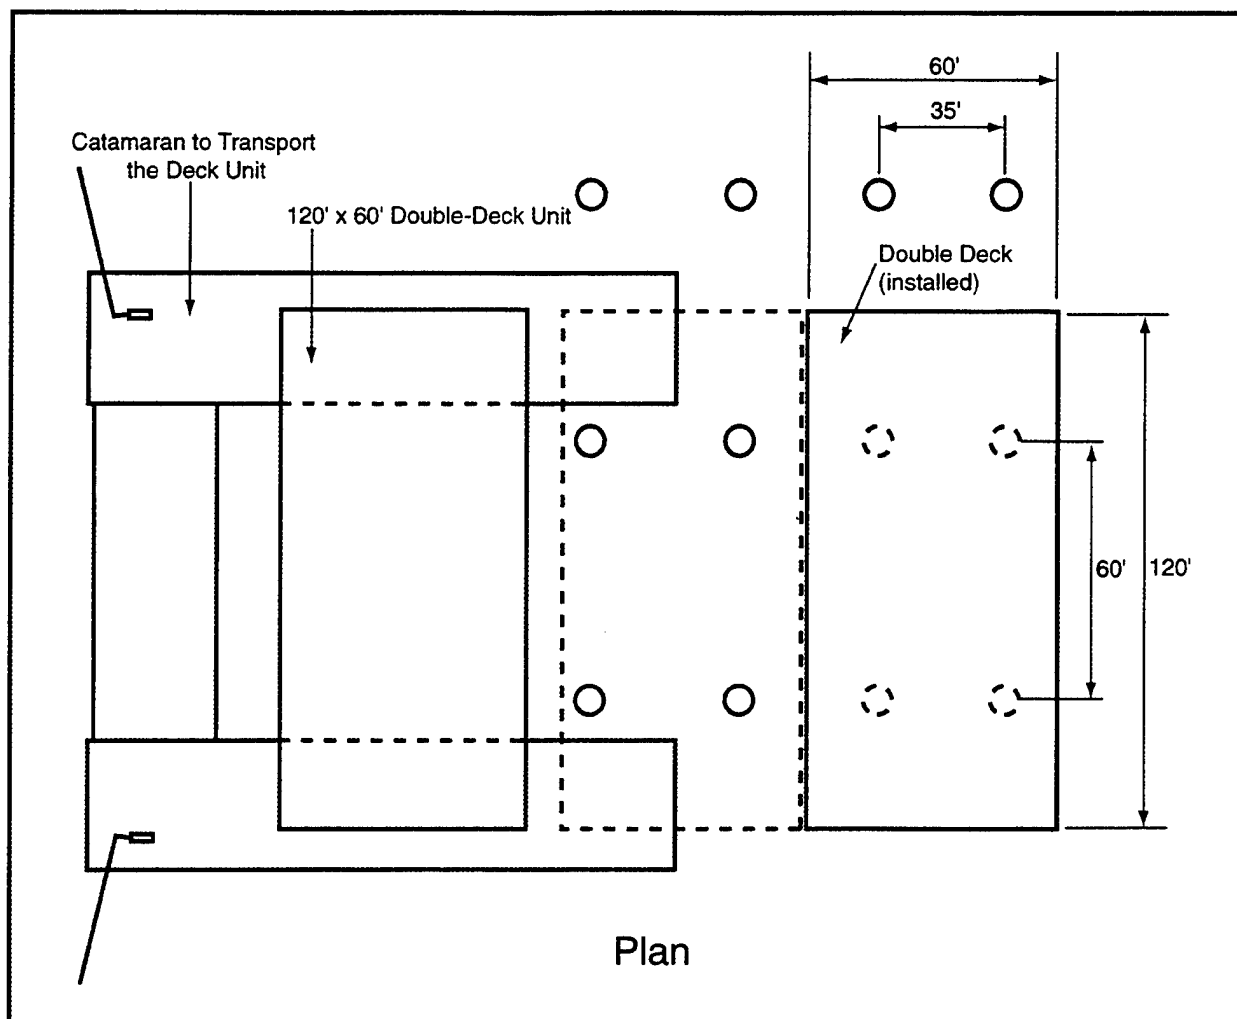 60'
35'
Catamaran to Transport
the Deck Unit
120' x 60' Double-Deck Unit
Double Deck
(installed)
60'
120'
Plan